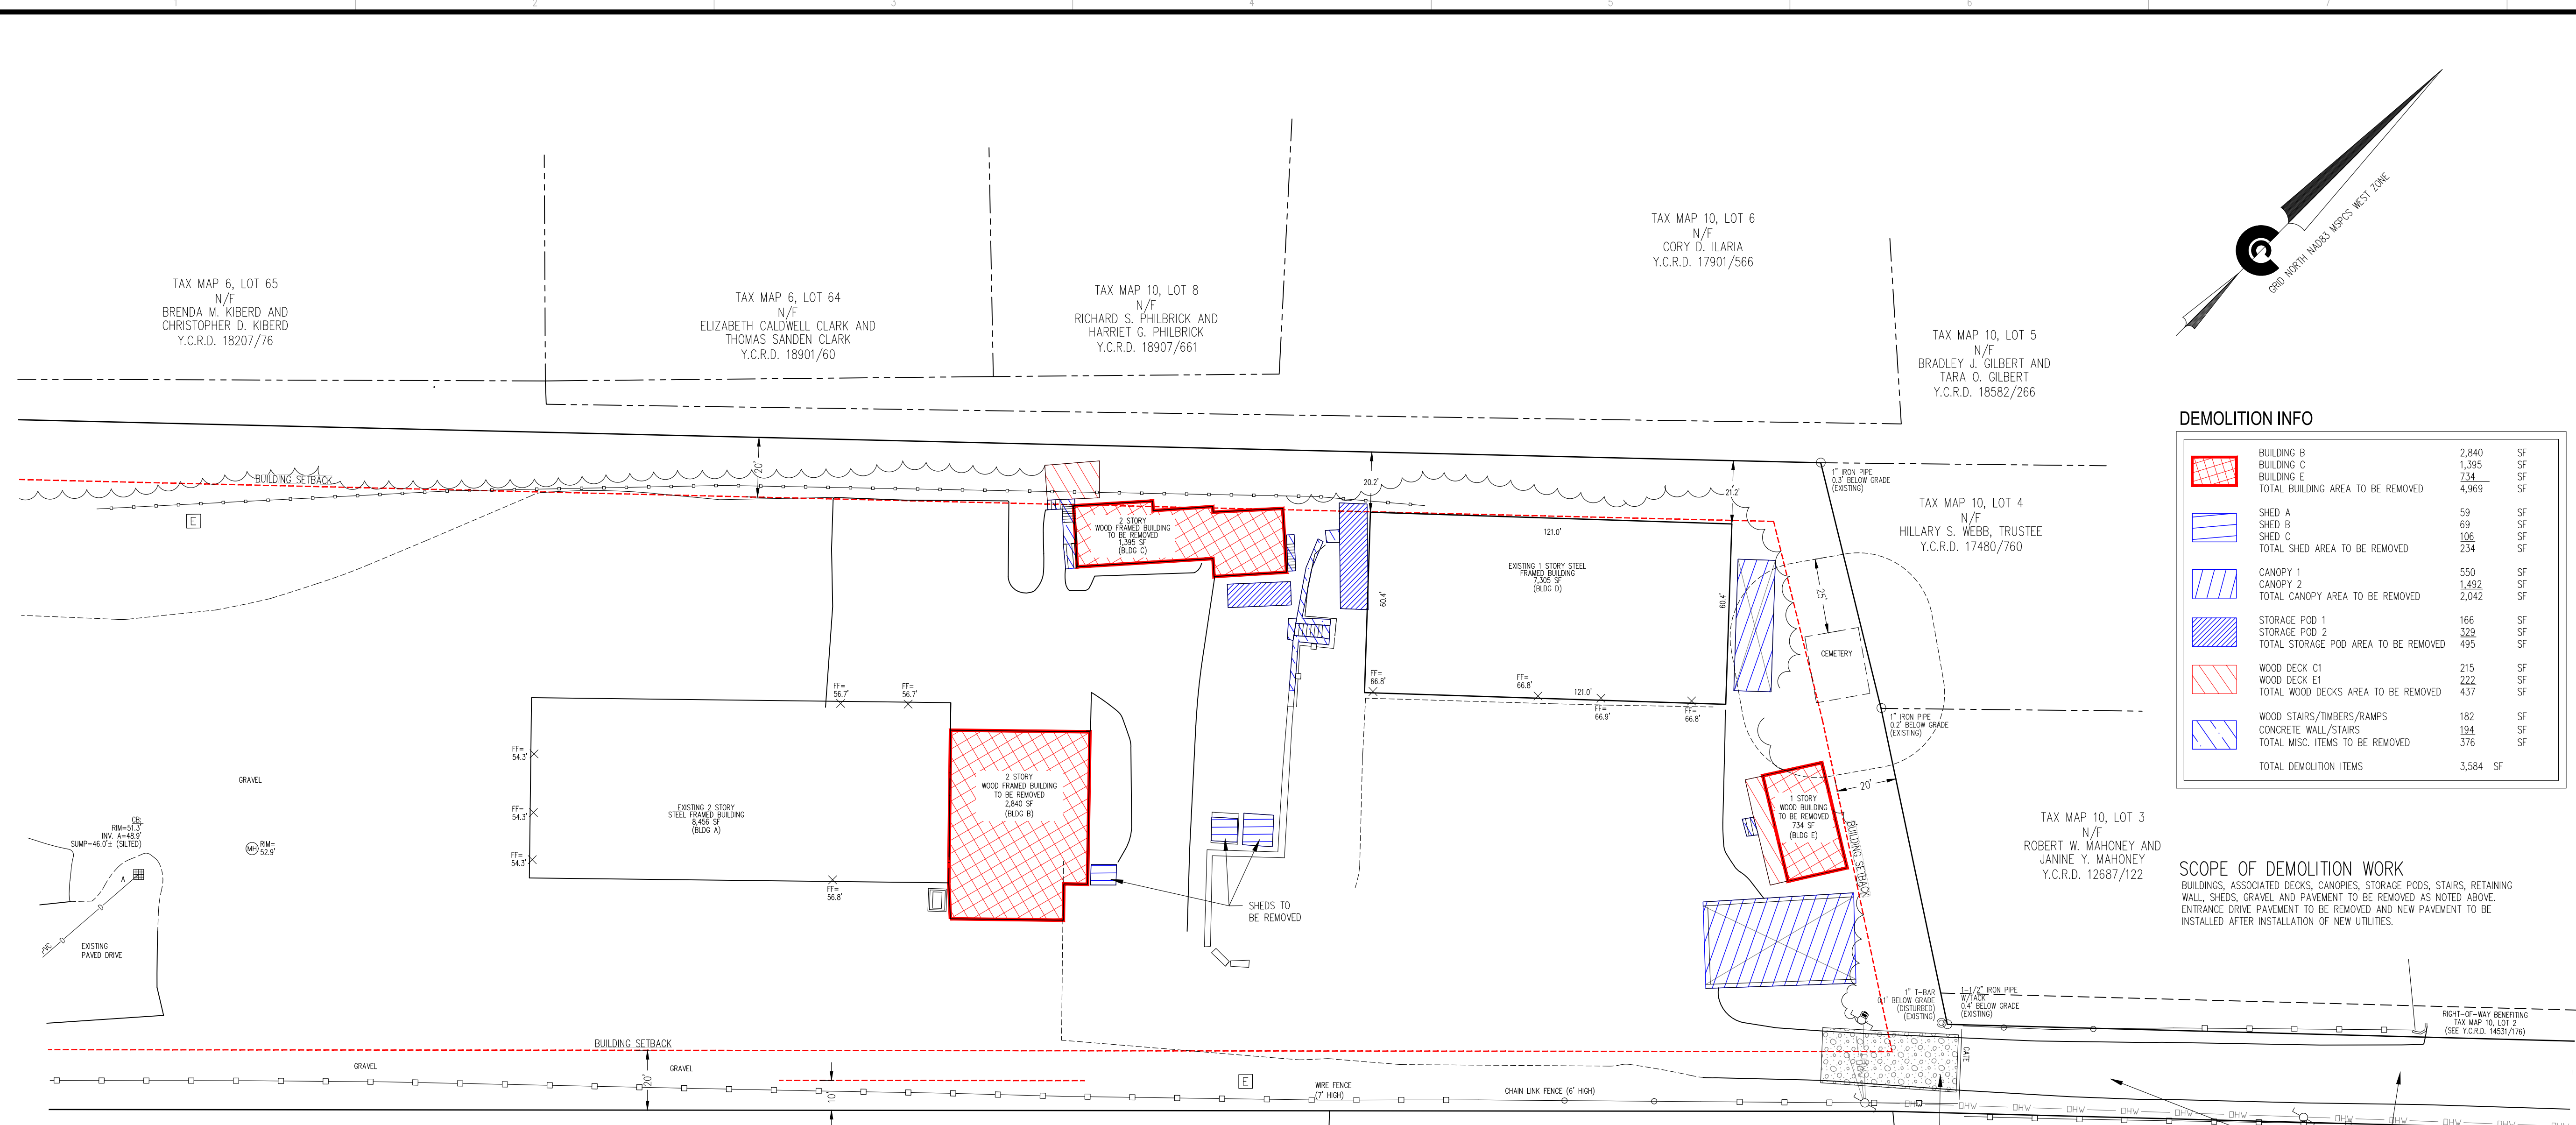 2
3
4
5
6
7
TAX MAP 6, LOT 65
N/F
BRENDA M. KIBERD AND
CHRISTOPHER D. KIBERD
Y.C.R.D. 18207/76
TAX MAP 6, LOT 64
N/F
ELIZABETH CALDWELL CLARK AND
THOMAS SANDEN CLARK
Y.C.R.D. 18901/60
TAX MAP 10, LOT 8
N/F
RICHARD S. PHILBRICK AND
HARRIET G. PHILBRICK
Y.C.R.D. 18907/661
TAX MAP 10, LOT 6
N/F
CORY D. ILARIA
Y.C.R.D. 17901/566
TAX MAP 10, LOT 5
N/F
BRADLEY J. GILBERT AND
TARA O. GILBERT
Y.C.R.D. 18582/266
GRID NORTH NAD83 MSPCS WEST ZONE
BUILDING SETBACK
20'
E
2 STORY
WOOD FRAMED BUILDING
TO BE REMOVED
1,395 SF
(BLDG C)
20.2'
21.2'
121.0'
60.4'
60.4'
EXISTING 1 STORY STEEL
FRAMED BUILDING
7,305 SF
(BLDG D)
121.0'
FF=
66.8'
FF=
66.8'
FF=
66.9'
FF=
66.8'
1" IRON PIPE
0.3' BELOW GRADE
(EXISTING)
TAX MAP 10, LOT 4
N/F
HILLARY S. WEBB, TRUSTEE
Y.C.R.D. 17480/760
25'
CEMETERY
1" IRON PIPE
0.2' BELOW GRADE
(EXISTING)
20'
BUILDING SETBACK
1 STORY
WOOD BUILDING
TO BE REMOVED
734 SF
(BLDG E)
FF=
56.7'
FF=
56.7'
FF=
54.3'
FF=
54.3'
FF=
54.3'
FF=
56.8'
EXISTING 2 STORY
STEEL FRAMED BUILDING
8,456 SF
(BLDG A)
2 STORY
WOOD FRAMED BUILDING
TO BE REMOVED
2,840 SF
(BLDG B)
SHEDS TO
BE REMOVED
GRAVEL
CB:
RIM=51.3'
INV. A=48.9'
SUMP=46.0'± (SILTED)
MH
RIM=
52.9'
A
EXISTING
PAVED DRIVE
TAX MAP 10, LOT 3
N/F
ROBERT W. MAHONEY AND
JANINE Y. MAHONEY
Y.C.R.D. 12687/122
DEMOLITION INFO
BUILDING B 2,840 SF
BUILDING C 1,395 SF
BUILDING E 734 SF
TOTAL BUILDING AREA TO BE REMOVED 4,969 SF
SHED A 59 SF
SHED B 69 SF
SHED C 106 SF
TOTAL SHED AREA TO BE REMOVED 234 SF
CANOPY 1 550 SF
CANOPY 2 1,492 SF
TOTAL CANOPY AREA TO BE REMOVED 2,042 SF
STORAGE POD 1 166 SF
STORAGE POD 2 329 SF
TOTAL STORAGE POD AREA TO BE REMOVED 495 SF
WOOD DECK C1 215 SF
WOOD DECK E1 222 SF
TOTAL WOOD DECKS AREA TO BE REMOVED 437 SF
WOOD STAIRS/TIMBERS/RAMPS 182 SF
CONCRETE WALL/STAIRS 194 SF
TOTAL MISC. ITEMS TO BE REMOVED 376 SF
TOTAL DEMOLITION ITEMS 3,584 SF
SCOPE OF DEMOLITION WORK
BUILDINGS, ASSOCIATED DECKS, CANOPIES, STORAGE PODS, STAIRS, RETAINING
WALL, SHEDS, GRAVEL AND PAVEMENT TO BE REMOVED AS NOTED ABOVE.
ENTRANCE DRIVE PAVEMENT TO BE REMOVED AND NEW PAVEMENT TO BE
INSTALLED AFTER INSTALLATION OF NEW UTILITIES.
1" T-BAR
0.1' BELOW GRADE
(DISTURBED)
(EXISTING)
1-1/2" IRON PIPE
W/TACK
0.4' BELOW GRADE
(EXISTING)
RIGHT-OF-WAY BENEFITING
TAX MAP 10, LOT 2
(SEE Y.C.R.D. 14531/176)
GATE
BUILDING SETBACK
GRAVEL
20'
GRAVEL
10'
E
WIRE FENCE
(7' HIGH)
CHAIN LINK FENCE (6' HIGH)
OHW
OHW
OHW
OHW
OHW
OHW
OHW
OHW
OHW
OHW
OHW